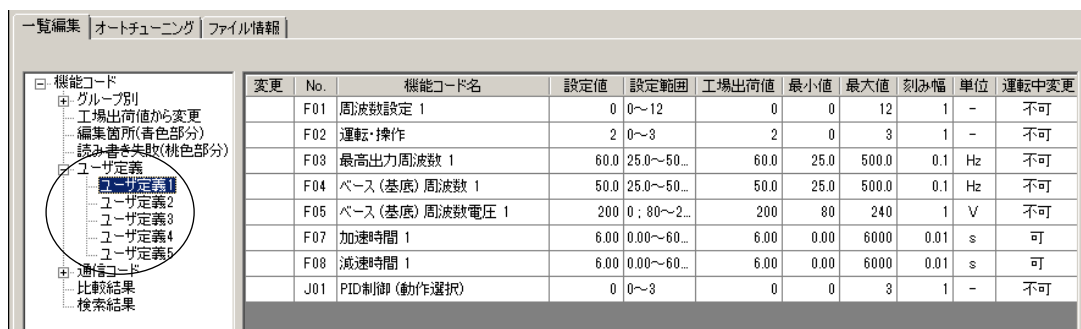 一覧編集 オートチューニング ファイル情報
機能コード
グループ別
工場出荷値から変更
編集箇所(青色部分)
読み書き失敗(桃色部分)
ユーザ定義
ユーザ定義1
ユーザ定義2
ユーザ定義3
ユーザ定義4
ユーザ定義5
通信コード
比較結果
検索結果
変更 No. 機能コード名 設定値 設定範囲 工場出荷値 最小値 最大値 刻み幅 単位 運転中変更
F01 周波数設定 1 0 0~12 0 0 12 1 - 不可
F02 運転・操作 2 0~3 2 0 3 1 - 不可
F03 最高出力周波数 1 60.0 25.0~50... 60.0 25.0 500.0 0.1 Hz 不可
F04 ベース (基底) 周波数 1 50.0 25.0~50... 50.0 25.0 500.0 0.1 Hz 不可
F05 ベース (基底) 周波数電圧 1 200 0 ; 80~2... 200 80 240 1 V 不可
F07 加速時間 1 6.00 0.00~60... 6.00 0.00 6000 0.01 s 可
F08 減速時間 1 6.00 0.00~60... 6.00 0.00 6000 0.01 s 可
J01 PID制御 (動作選択) 0 0~3 0 0 3 1 - 不可